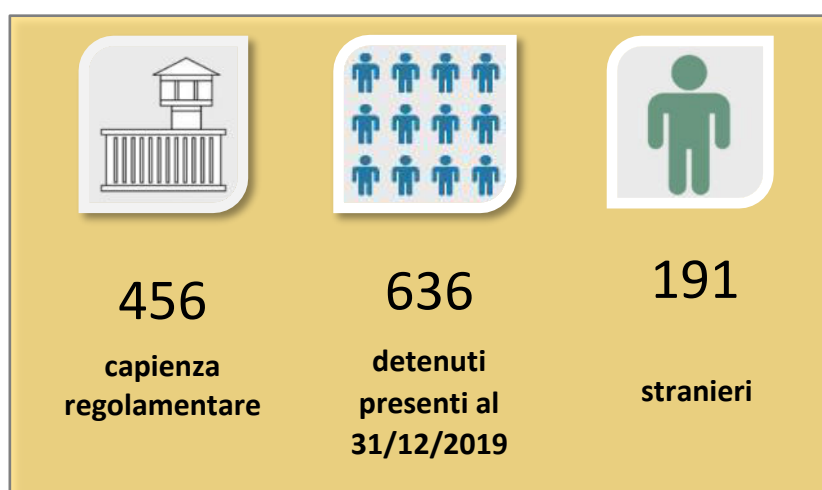 456
capienza
regolamentare
636
detenuti
presenti al
31/12/2019
191
stranieri